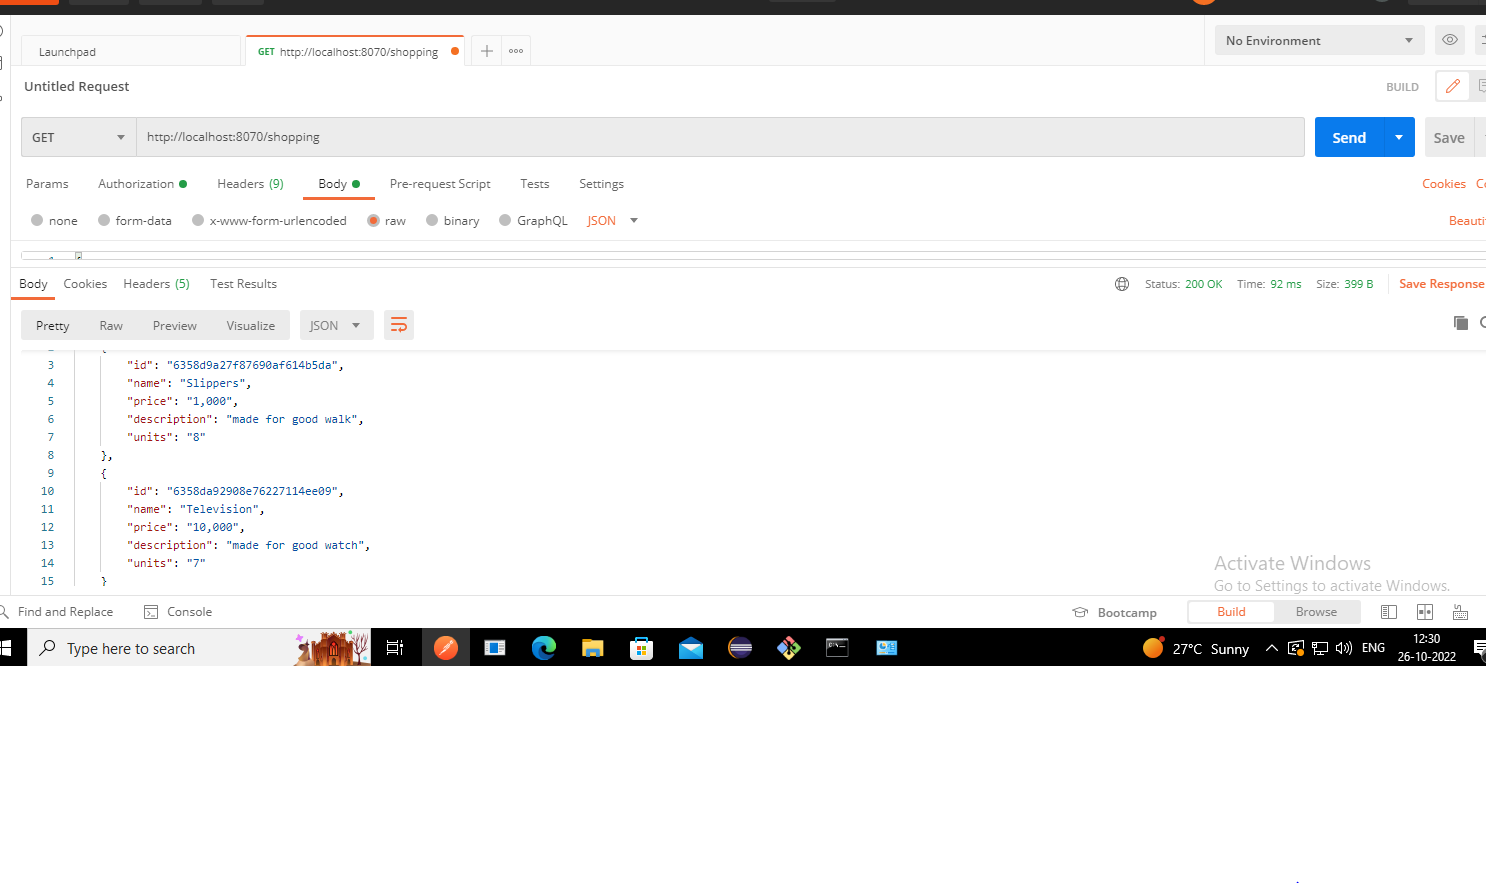 Launchpad
GET http://localhost:8070/shopping
No Environment
Untitled Request
BUILD
GET http://localhost:8070/shopping
Send
Save
Params Authorization Headers (9) Body Pre-request Script Tests Settings
Cookies
none form-data x-www-form-urlencoded raw binary GraphQL JSON
Body Cookies Headers (5) Test Results
Status: 200 OK Time: 92 ms Size: 399 B Save Response
Pretty Raw Preview Visualize JSON
3 "id": "6358d9a27f87690af614b5da",
4 "name": "Slippers",
5 "price": "1,000",
6 "description": "made for good walk",
7 "units": "8"
8 },
9 {
10 "id": "6358da92908e76227114ee09",
11 "name": "Television",
12 "price": "10,000",
13 "description": "made for good watch",
14 "units": "7"
15 }
Activate Windows
Go to Settings to activate Windows.
Find and Replace Console
Bootcamp Build Browse
Type here to search
27°C Sunny
ENG
12:30
26-10-2022